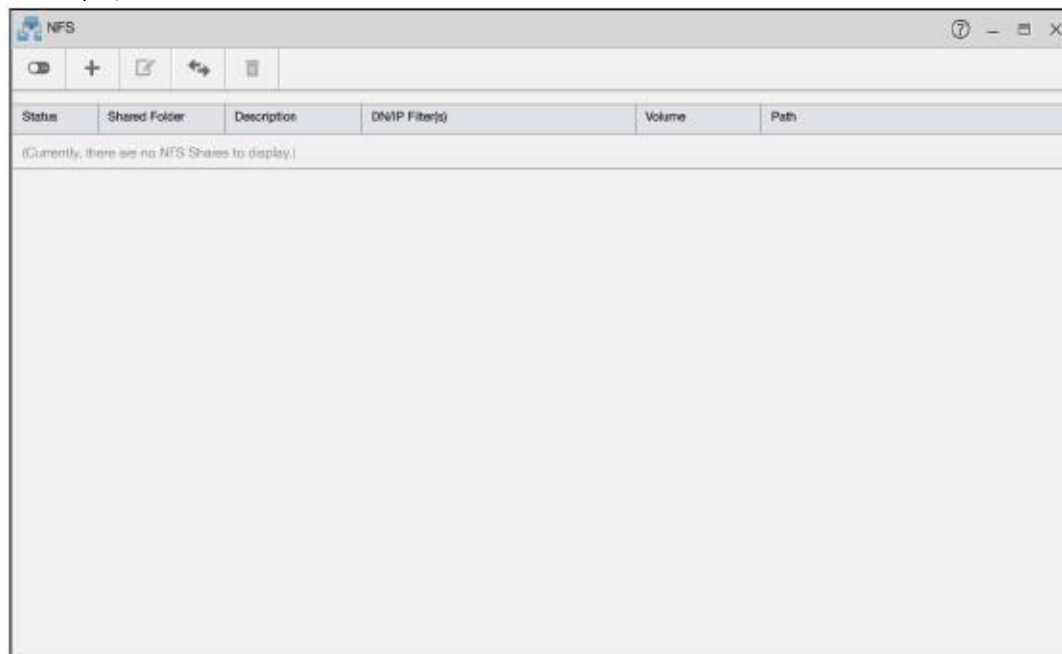 NFS
Status Shared Folder Description DN/IP Filter(s) Volume Path
(Currently, there are no NFS Shares to display.)